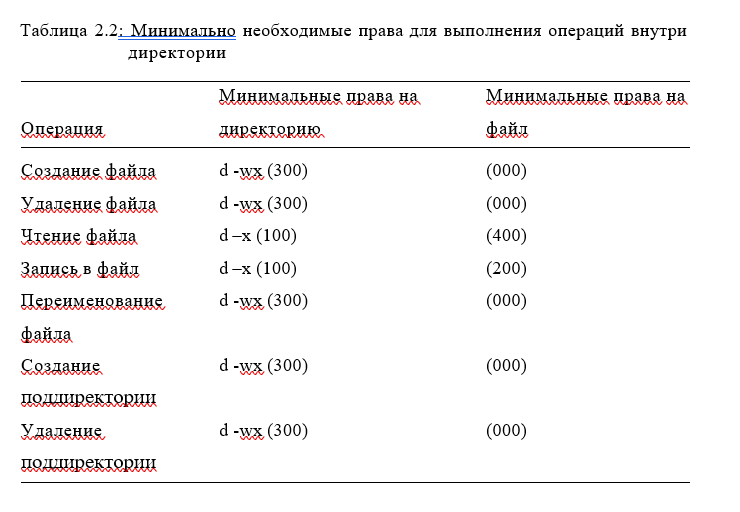 Таблица 2.2: Минимально необходимые права для выполнения операций внутри
директории
Минимальные права на Минимальные права на
Операция директорию файл
Создание файла d -wx (300) (000)
Удаление файла d -wx (300) (000)
Чтение файла d –x (100) (400)
Запись в файл d –x (100) (200)
Переименование d -wx (300) (000)
файла
Создание d -wx (300) (000)
поддиректории
Удаление d -wx (300) (000)
поддиректории